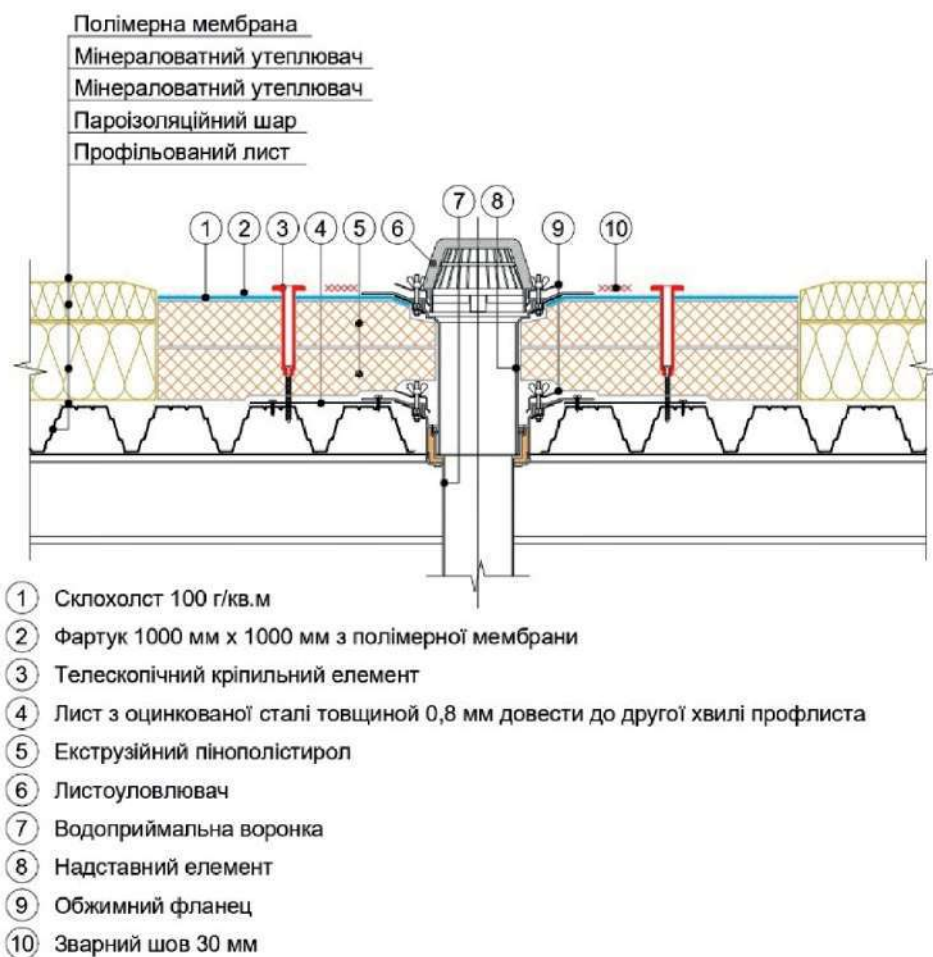 Полімерна мембрана
Мінераловатний утеплювач
Мінераловатний утеплювач
Пароізоляційний шар
Профільований лист
1 2 3 4 5 6 7 8 9 10
1 Склохолст 100 г/кв.м
2 Фартук 1000 мм х 1000 мм з полімерної мембрани
3 Телескопічний кріпильний елемент
4 Лист з оцинкованої сталі товщиной 0,8 мм довести до другої хвилі профлиста
5 Екструзійний пінополістирол
6 Листоуловлювач
7 Водоприймальна воронка
8 Надставний елемент
9 Обжимний фланец
10 Зварний шов 30 мм